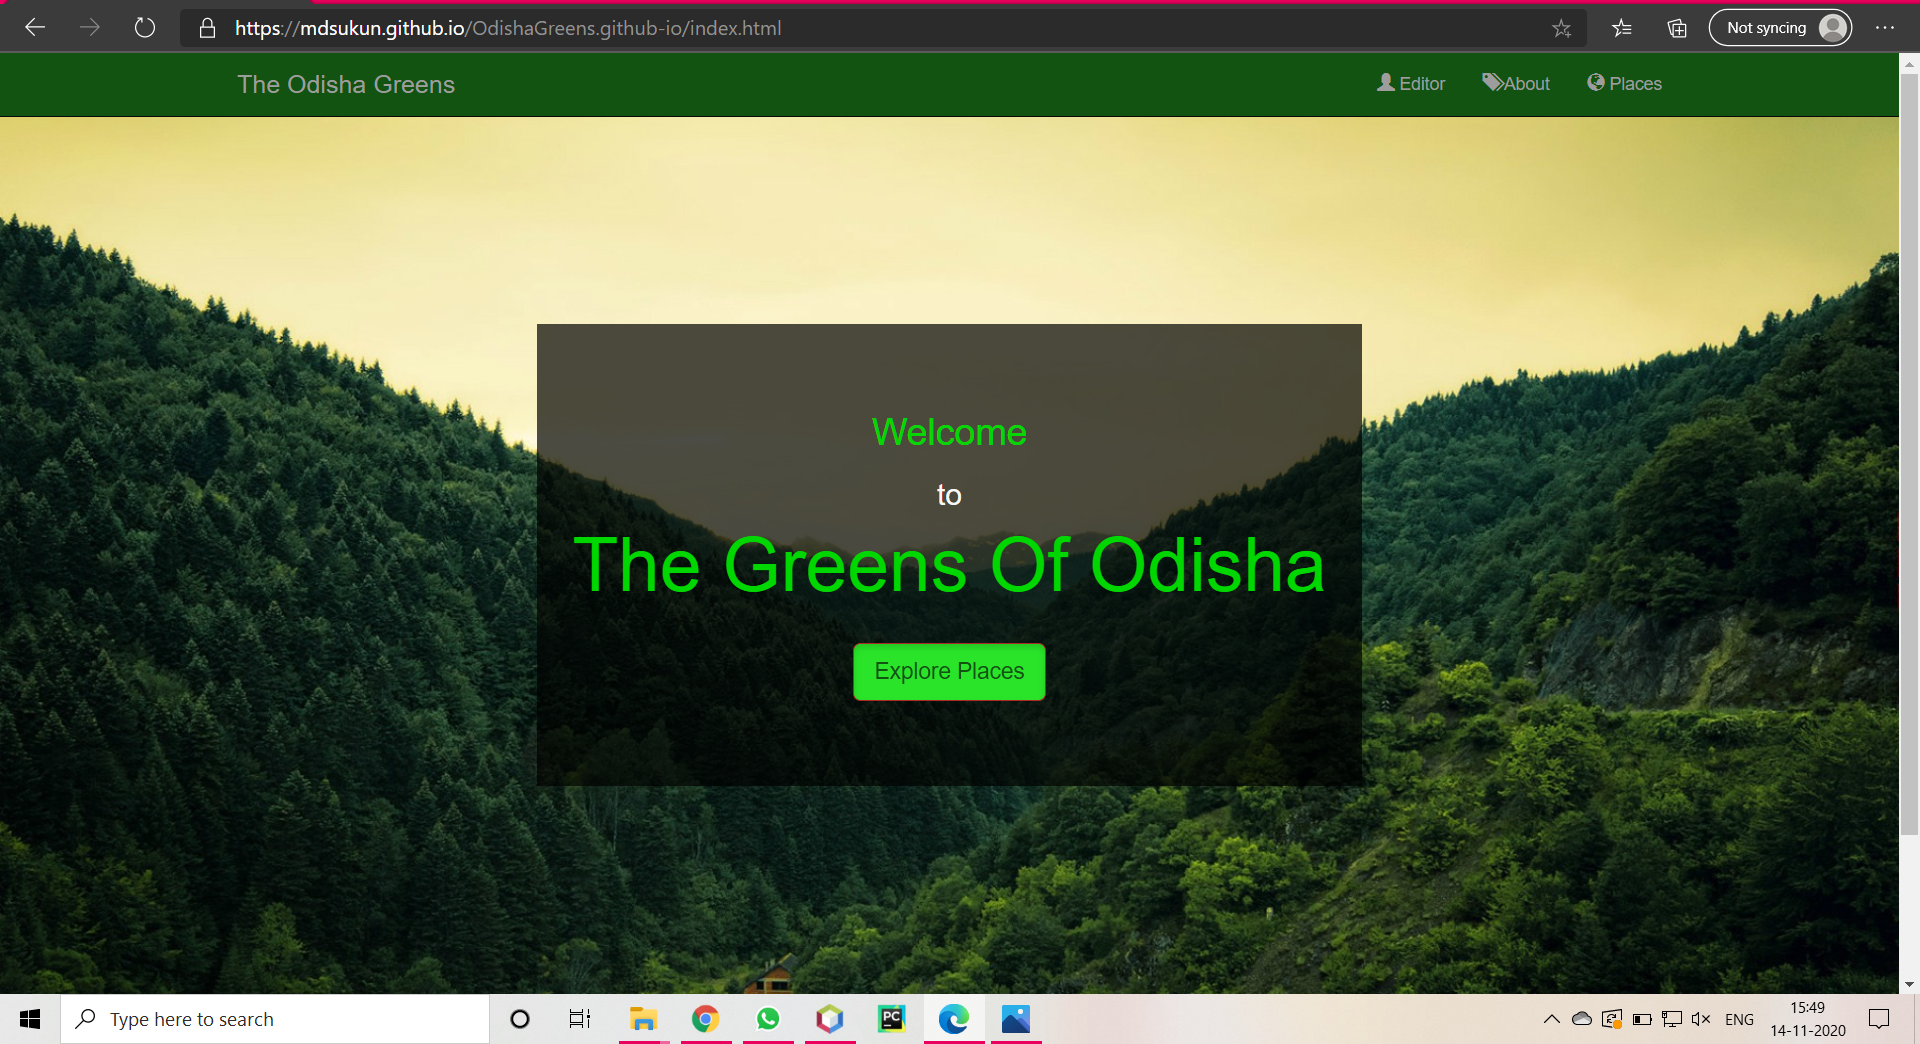 https://mdsukun.github.io/OdishaGreens.github-io/index.html
Not syncing
The Odisha Greens
Editor
About
Places
Welcome
to
The Greens Of Odisha
Explore Places
Type here to search
PC
ENG
15:49
14-11-2020